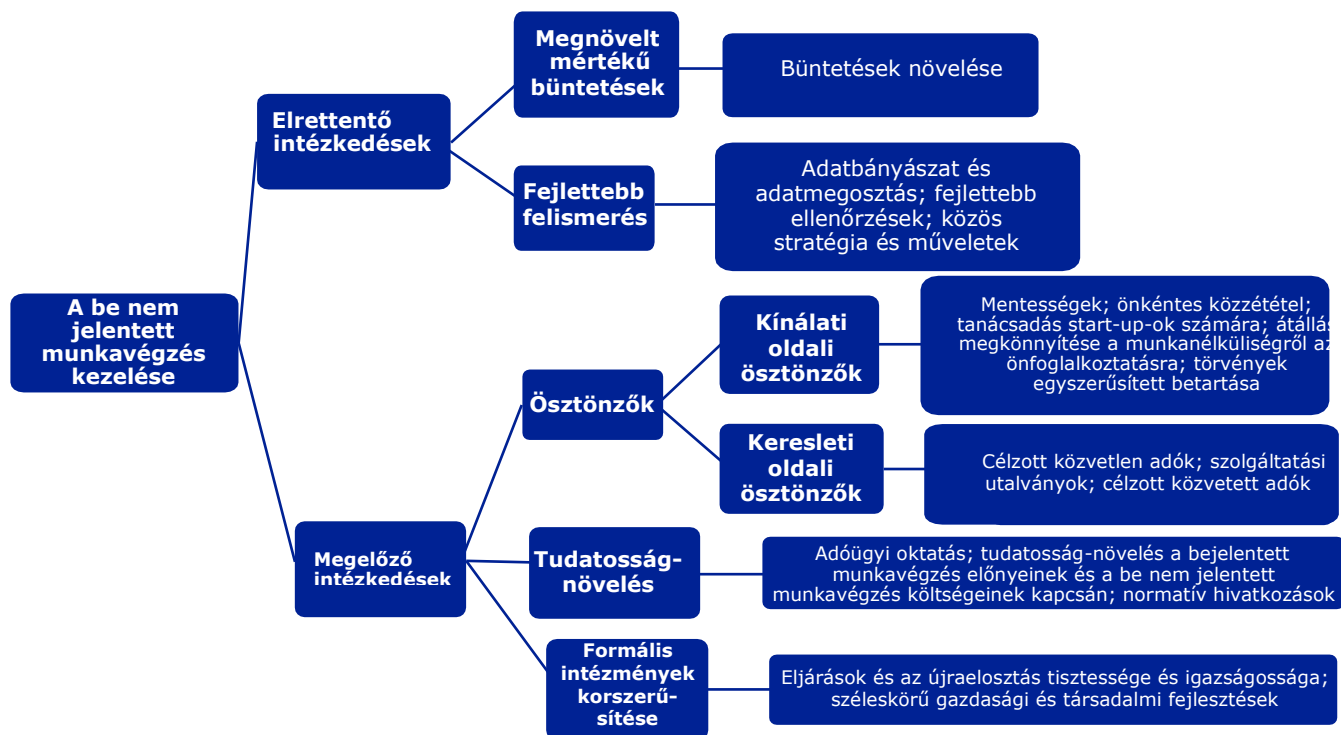 Megnövelt
mértékű
büntetések
Büntetések növelése
Elrettentő
intézkedések
Fejlettebb
felismerés
Adatbányászat és
adatmegosztás; fejlettebb
ellenőrzések; közös
stratégia és műveletek
A be nem
jelentett
munkavégzés
kezelése
Ösztönzők
Kínálati
oldali
ösztönzők
Mentességek; önkéntes közzététel;
tanácsadás start-up-ok számára; átállás
megkönnyítése a munkanélküliségről az
önfoglalkoztatásra; törvények
egyszerűsített betartása
Keresleti
oldali
ösztönzők
Célzott közvetlen adók; szolgáltatási
utalványok; célzott közvetett adók
Megelőző
intézkedések
Tudatosság-
növelés
Adóügyi oktatás; tudatosság-növelés a bejelentett
munkavégzés előnyeinek és a be nem jelentett
munkavégzés költségeinek kapcsán; normatív hivatkozások
Formális
intézmények
korszerű-
sítése
Eljárások és az újraelosztás tisztessége és igazságossága;
széleskörű gazdasági és társadalmi fejlesztések